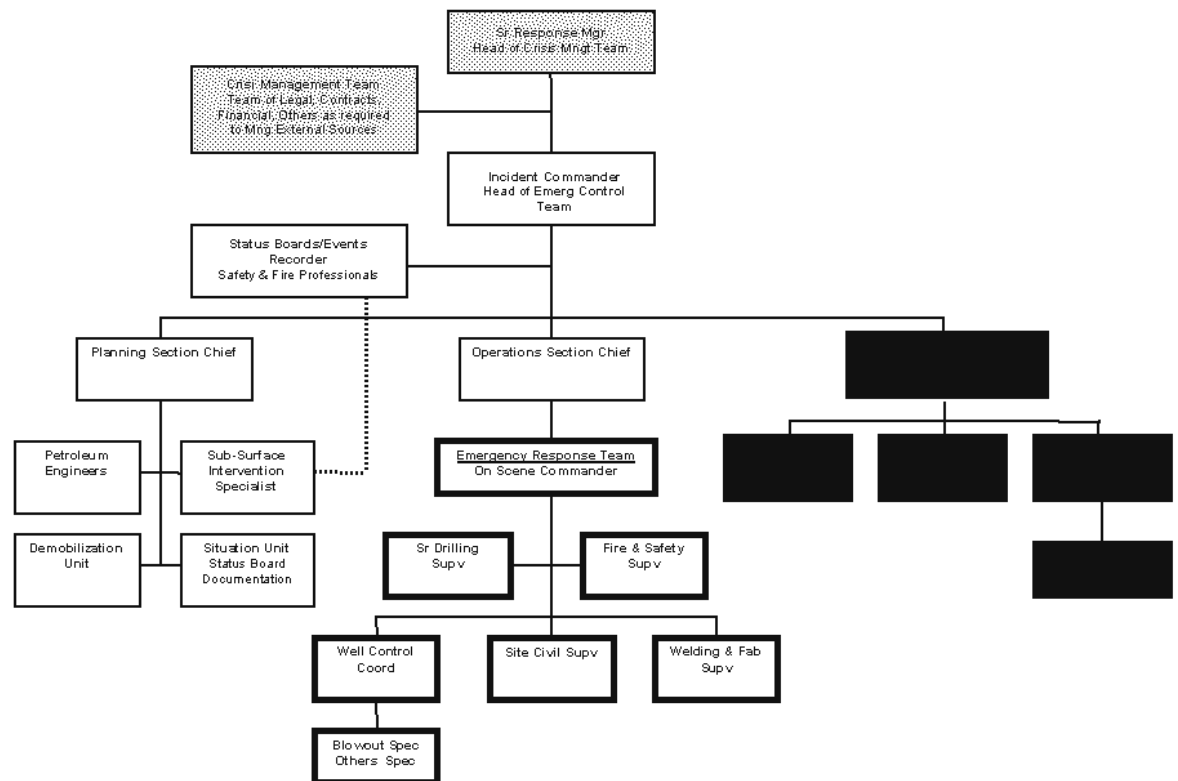 Sr Response Mgr
Head of Crisis Mngt Team
Crisi Management Team
Team of Legal, Contracts,
Financial, Others as required
to Mng External Sources
Incident Commander
Head of Emerg Control
Team
Status Boards/Events
Recorder
Safety & Fire Professionals
Planning Section Chief
Operations Section Chief
Petroleum
Engineers
Sub-Surface
Intervention
Specialist
Emergency Response Team
On Scene Commander
Demobilization
Unit
Situation Unit
Status Board
Documentation
Sr Drilling
Supv
Fire & Safety
Supv
Well Control
Coord
Site Civil Supv
Welding & Fab
Supv
Blowout Spec
Others Spec